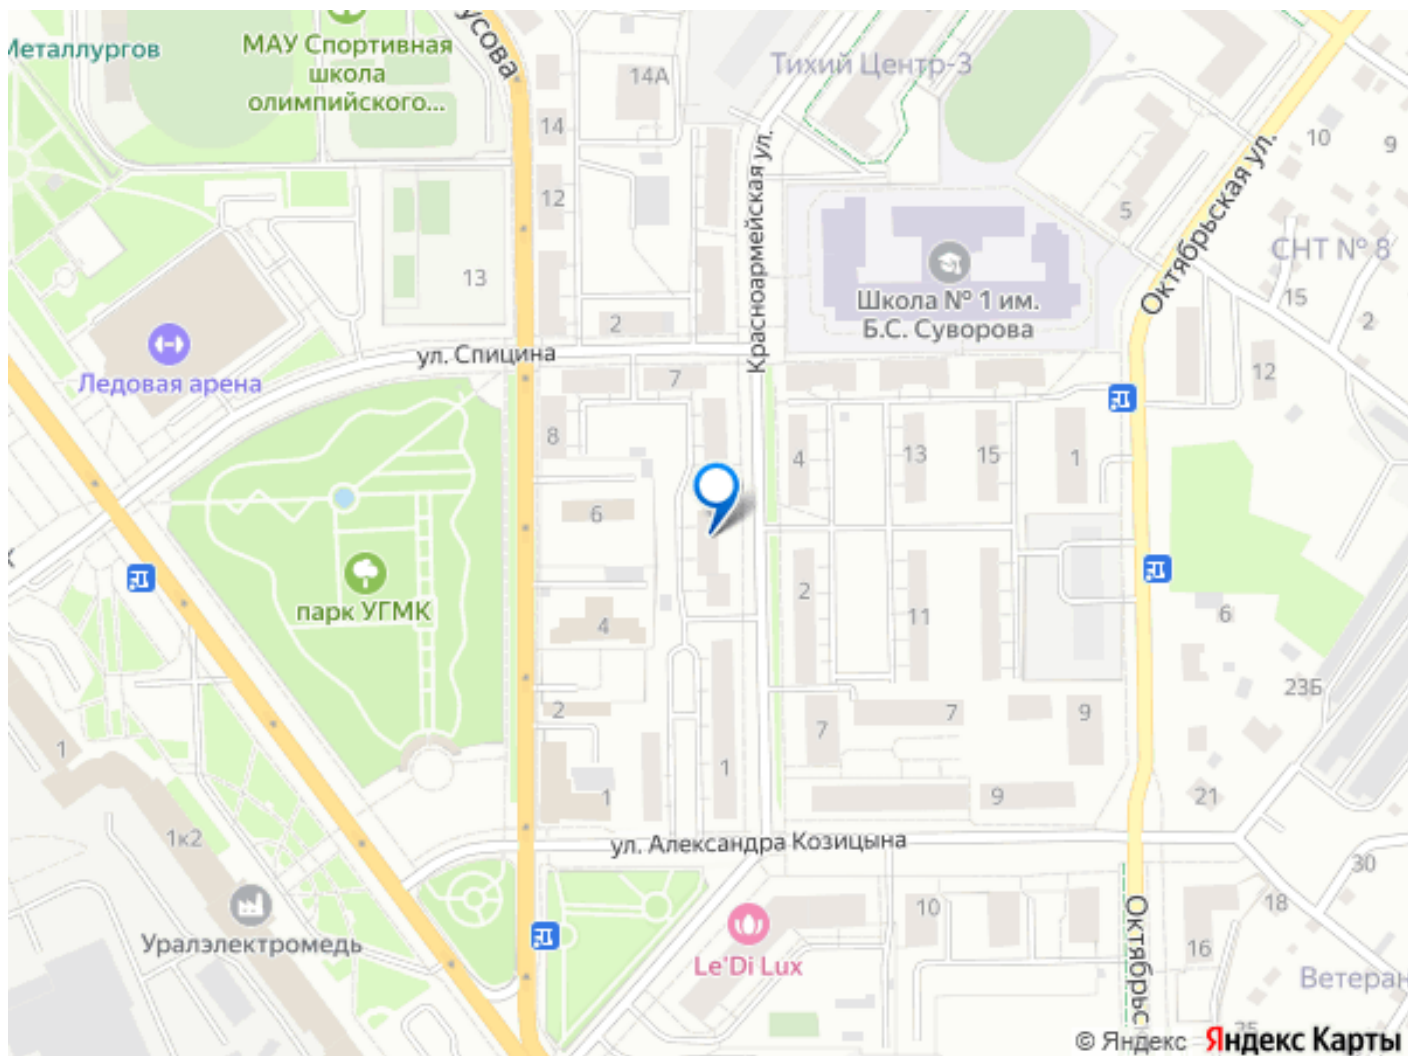 Металлургов
МАУ Спортивная
школа
олимпийского...
усова
14А
Тихий Центр-3
14
12
13
Красноармейская ул.
Школа № 1 им.
Б.С. Суворова
5
Октябрьская ул.
10
9
СНТ № 8
15
2
12
Ледовая арена
ул. Спицина
2
7
8
6
4
13
15
1
парк УГМК
4
2
2
11
6
23Б
1
1к2
1
1
7
7
9
9
21
ул. Александра Козицына
30
18
16
10
Уралэлектромедь
Le'Di Lux
Октябрьс
Ветеран
25
© Яндекс Яндекс Карты